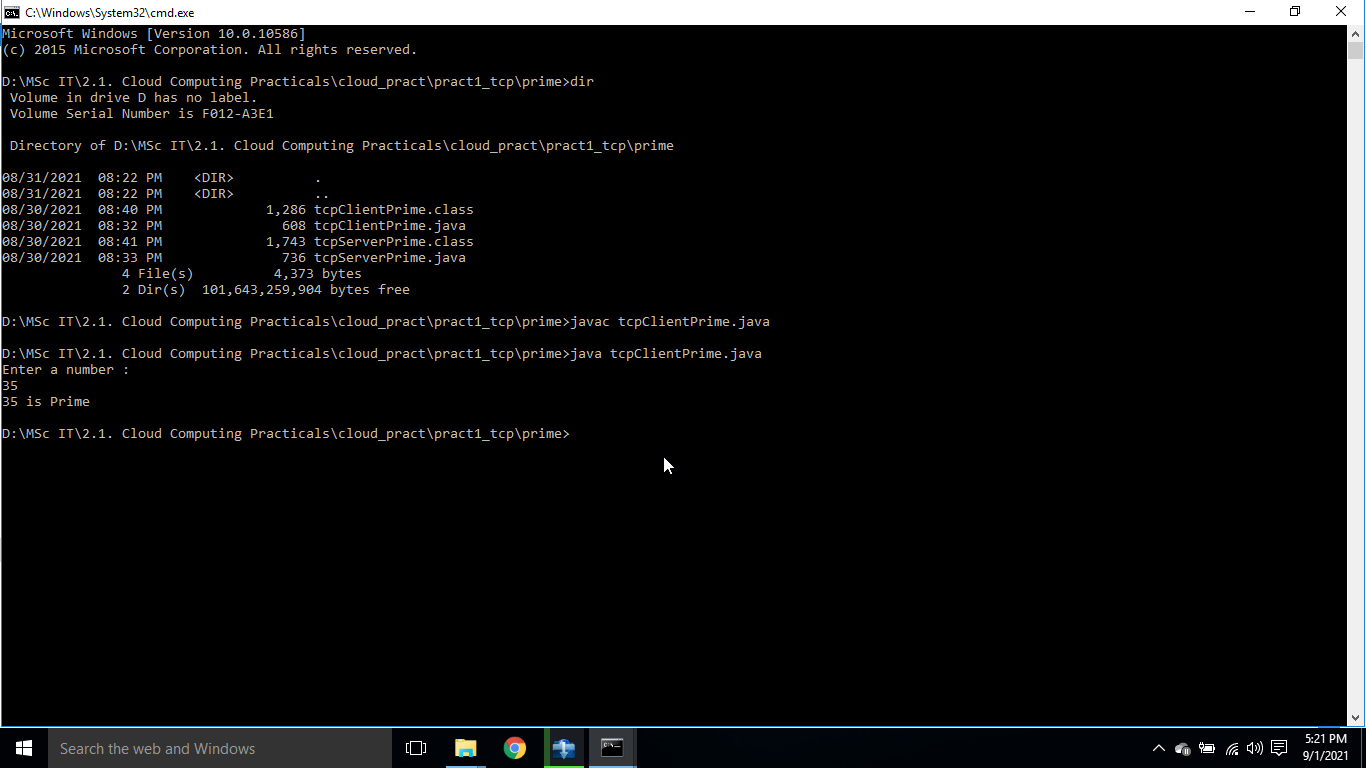 C:\Windows\System32\cmd.exe
Microsoft Windows [Version 10.0.10586]
(c) 2015 Microsoft Corporation. All rights reserved.
D:\MSc IT\2.1. Cloud Computing Practicals\cloud_pract\pract1_tcp\prime>dir
 Volume in drive D has no label.
 Volume Serial Number is F012-A3E1
 Directory of D:\MSc IT\2.1. Cloud Computing Practicals\cloud_pract\pract1_tcp\prime
08/31/2021  08:22 PM    <DIR>          .
08/31/2021  08:22 PM    <DIR>          ..
08/30/2021  08:40 PM             1,286 tcpClientPrime.class
08/30/2021  08:32 PM               608 tcpClientPrime.java
08/30/2021  08:41 PM             1,743 tcpServerPrime.class
08/30/2021  08:33 PM               736 tcpServerPrime.java
               4 File(s)          4,373 bytes
               2 Dir(s)  101,643,259,904 bytes free
D:\MSc IT\2.1. Cloud Computing Practicals\cloud_pract\pract1_tcp\prime>javac tcpClientPrime.java
D:\MSc IT\2.1. Cloud Computing Practicals\cloud_pract\pract1_tcp\prime>java tcpClientPrime.java
Enter a number :
35
35 is Prime
D:\MSc IT\2.1. Cloud Computing Practicals\cloud_pract\pract1_tcp\prime>
Search the web and Windows
5:21 PM
9/1/2021